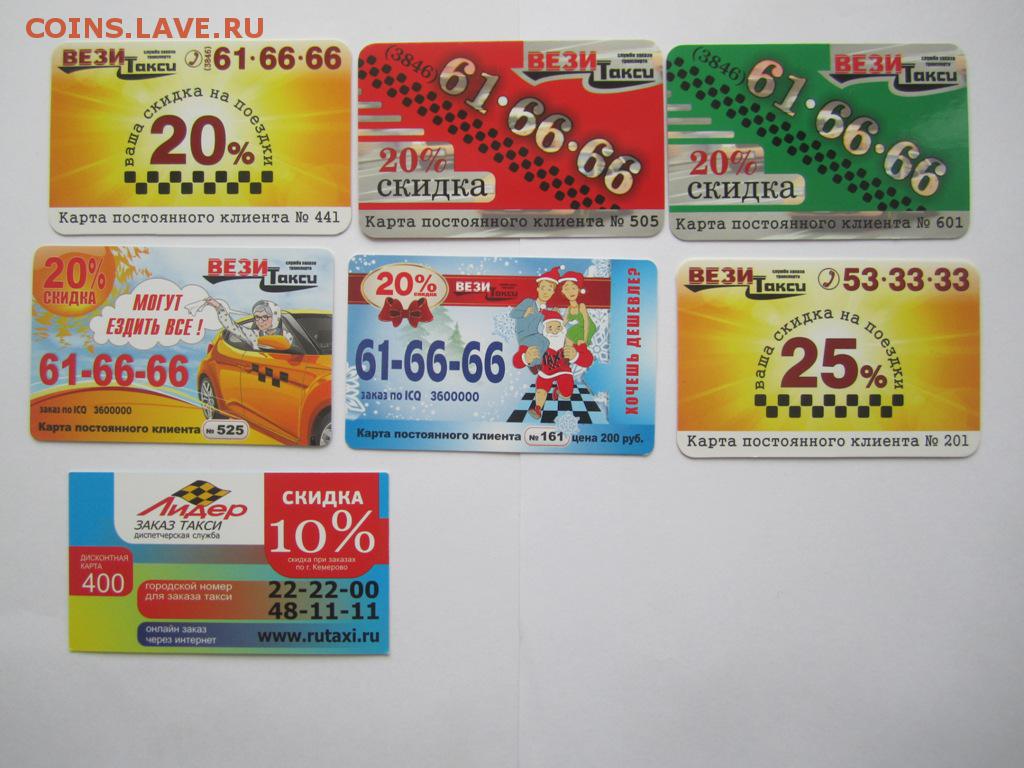 COINS.LAVE.RU
ВЕЗИ Такси
(3846) 61·66·66
ваша скидка на поездки
20%
Карта постоянного клиента № 441
(3846) 61·66·66
ВЕЗИ Такси
служба заказа
транспорта
20%
скидка
Карта постоянного клиента № 505
(3846) 61·66·66
ВЕЗИ Такси
служба заказа
транспорта
20%
скидка
Карта постоянного клиента № 601
20%
СКИДКА
ВЕЗИ Такси
служба заказа
транспорта
МОГУТ
ЕЗДИТЬ ВСЕ !
61-66-66
заказ по ICQ 3600000
Карта постоянного клиента № 525
20%
скидка
ВЕЗИ Такси
61-66-66
заказ по ICQ 3600000
ХОЧЕШЬ ДЕШЕВЛЕ?
TAXI
Карта постоянного клиента № 161 цена 200 руб.
ВЕЗИ Такси
53·33·33
ваша скидка на поездки
25%
Карта постоянного клиента № 201
Лидер
ЗАКАЗ ТАКСИ
диспетчерская служба
СКИДКА
10%
скидка при заказах
по г. Кемерово
ДИСКОНТНАЯ
КАРТА
400
городской номер
для заказа такси
22-22-00
48-11-11
онлайн заказ
через интернет
www.rutaxi.ru